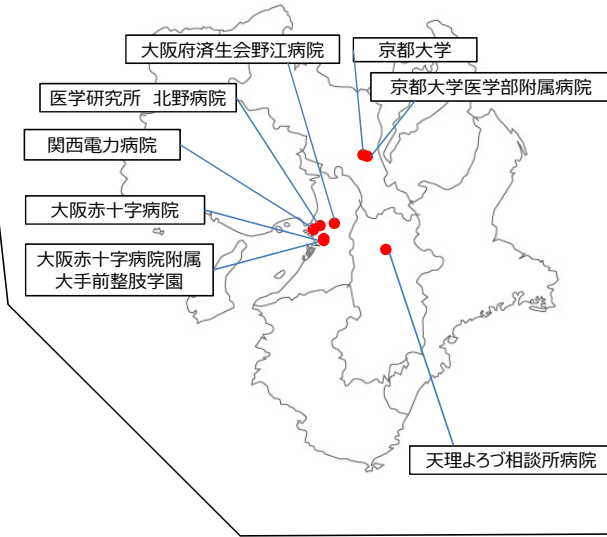 大阪府済生会野江病院
京都大学
医学研究所 北野病院
京都大学医学部附属病院
関西電力病院
大阪赤十字病院
大阪赤十字病院附属
大手前整肢学園
天理よろづ相談所病院